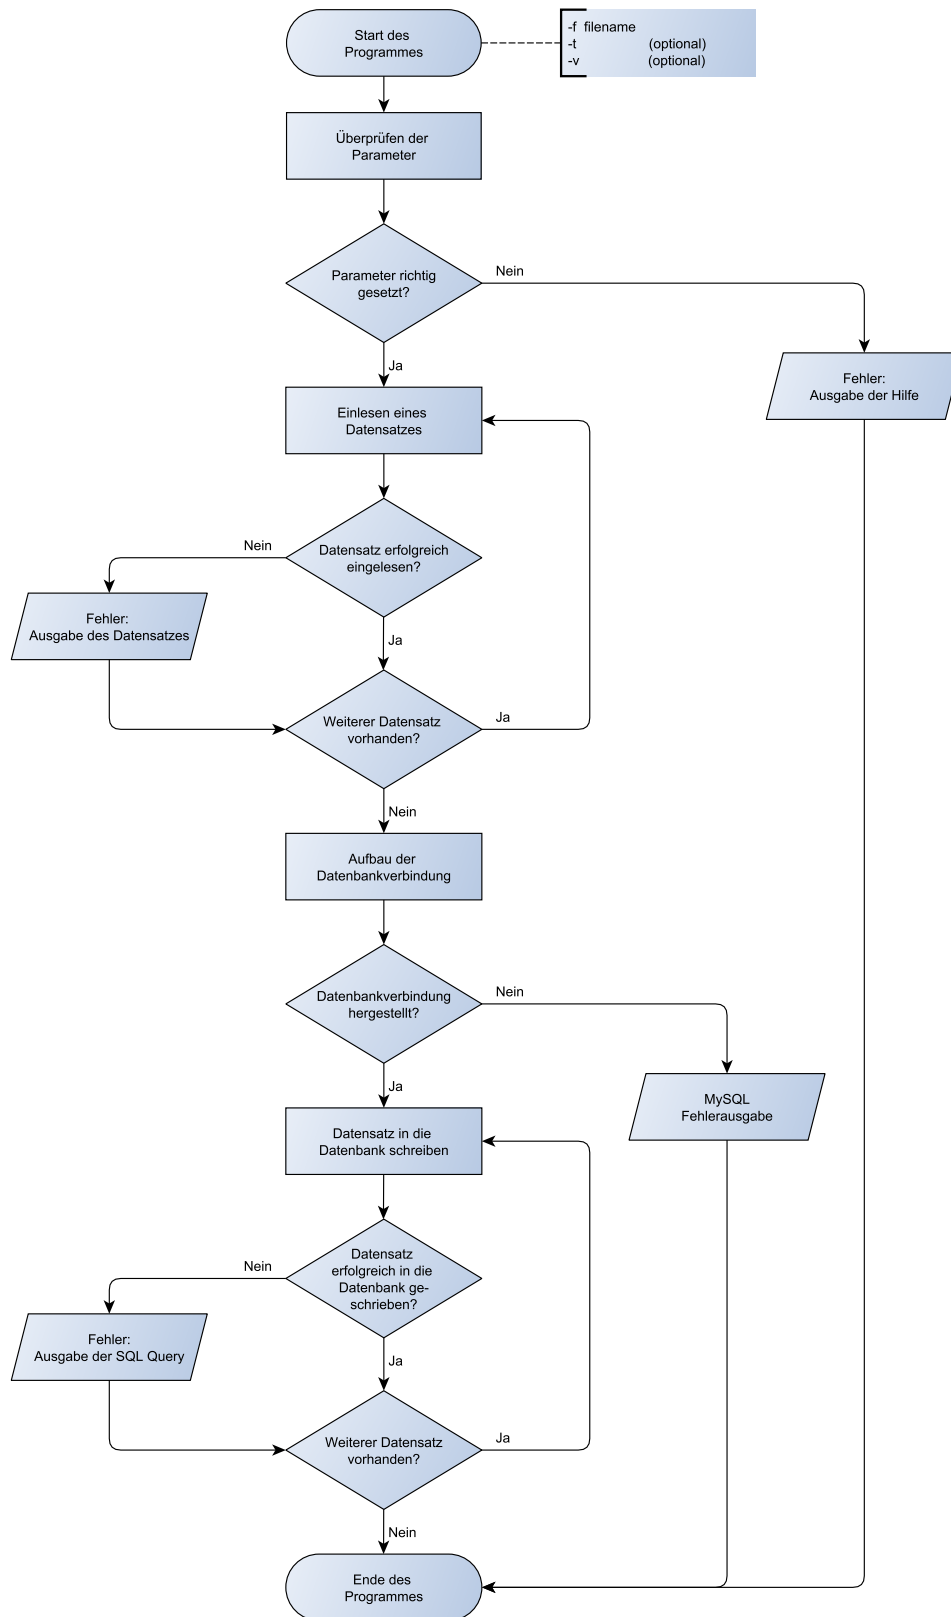 Start des
Programmes
-f filename
-t (optional)
-v (optional)
Überprüfen der
Parameter
Parameter richtig
gesetzt?
Nein
Ja
Fehler:
Ausgabe der Hilfe
Einlesen eines
Datensatzes
Datensatz erfolgreich
eingelesen?
Nein
Fehler:
Ausgabe des Datensatzes
Ja
Weiterer Datensatz
vorhanden?
Ja
Nein
Aufbau der
Datenbankverbindung
Datenbankverbindung
hergestellt?
Nein
Ja
MySQL
Fehlerausgabe
Datensatz in die
Datenbank schreiben
Datensatz
erfolgreich in die
Datenbank ge-
schrieben?
Nein
Fehler:
Ausgabe der SQL Query
Ja
Weiterer Datensatz
vorhanden?
Ja
Nein
Ende des
Programmes